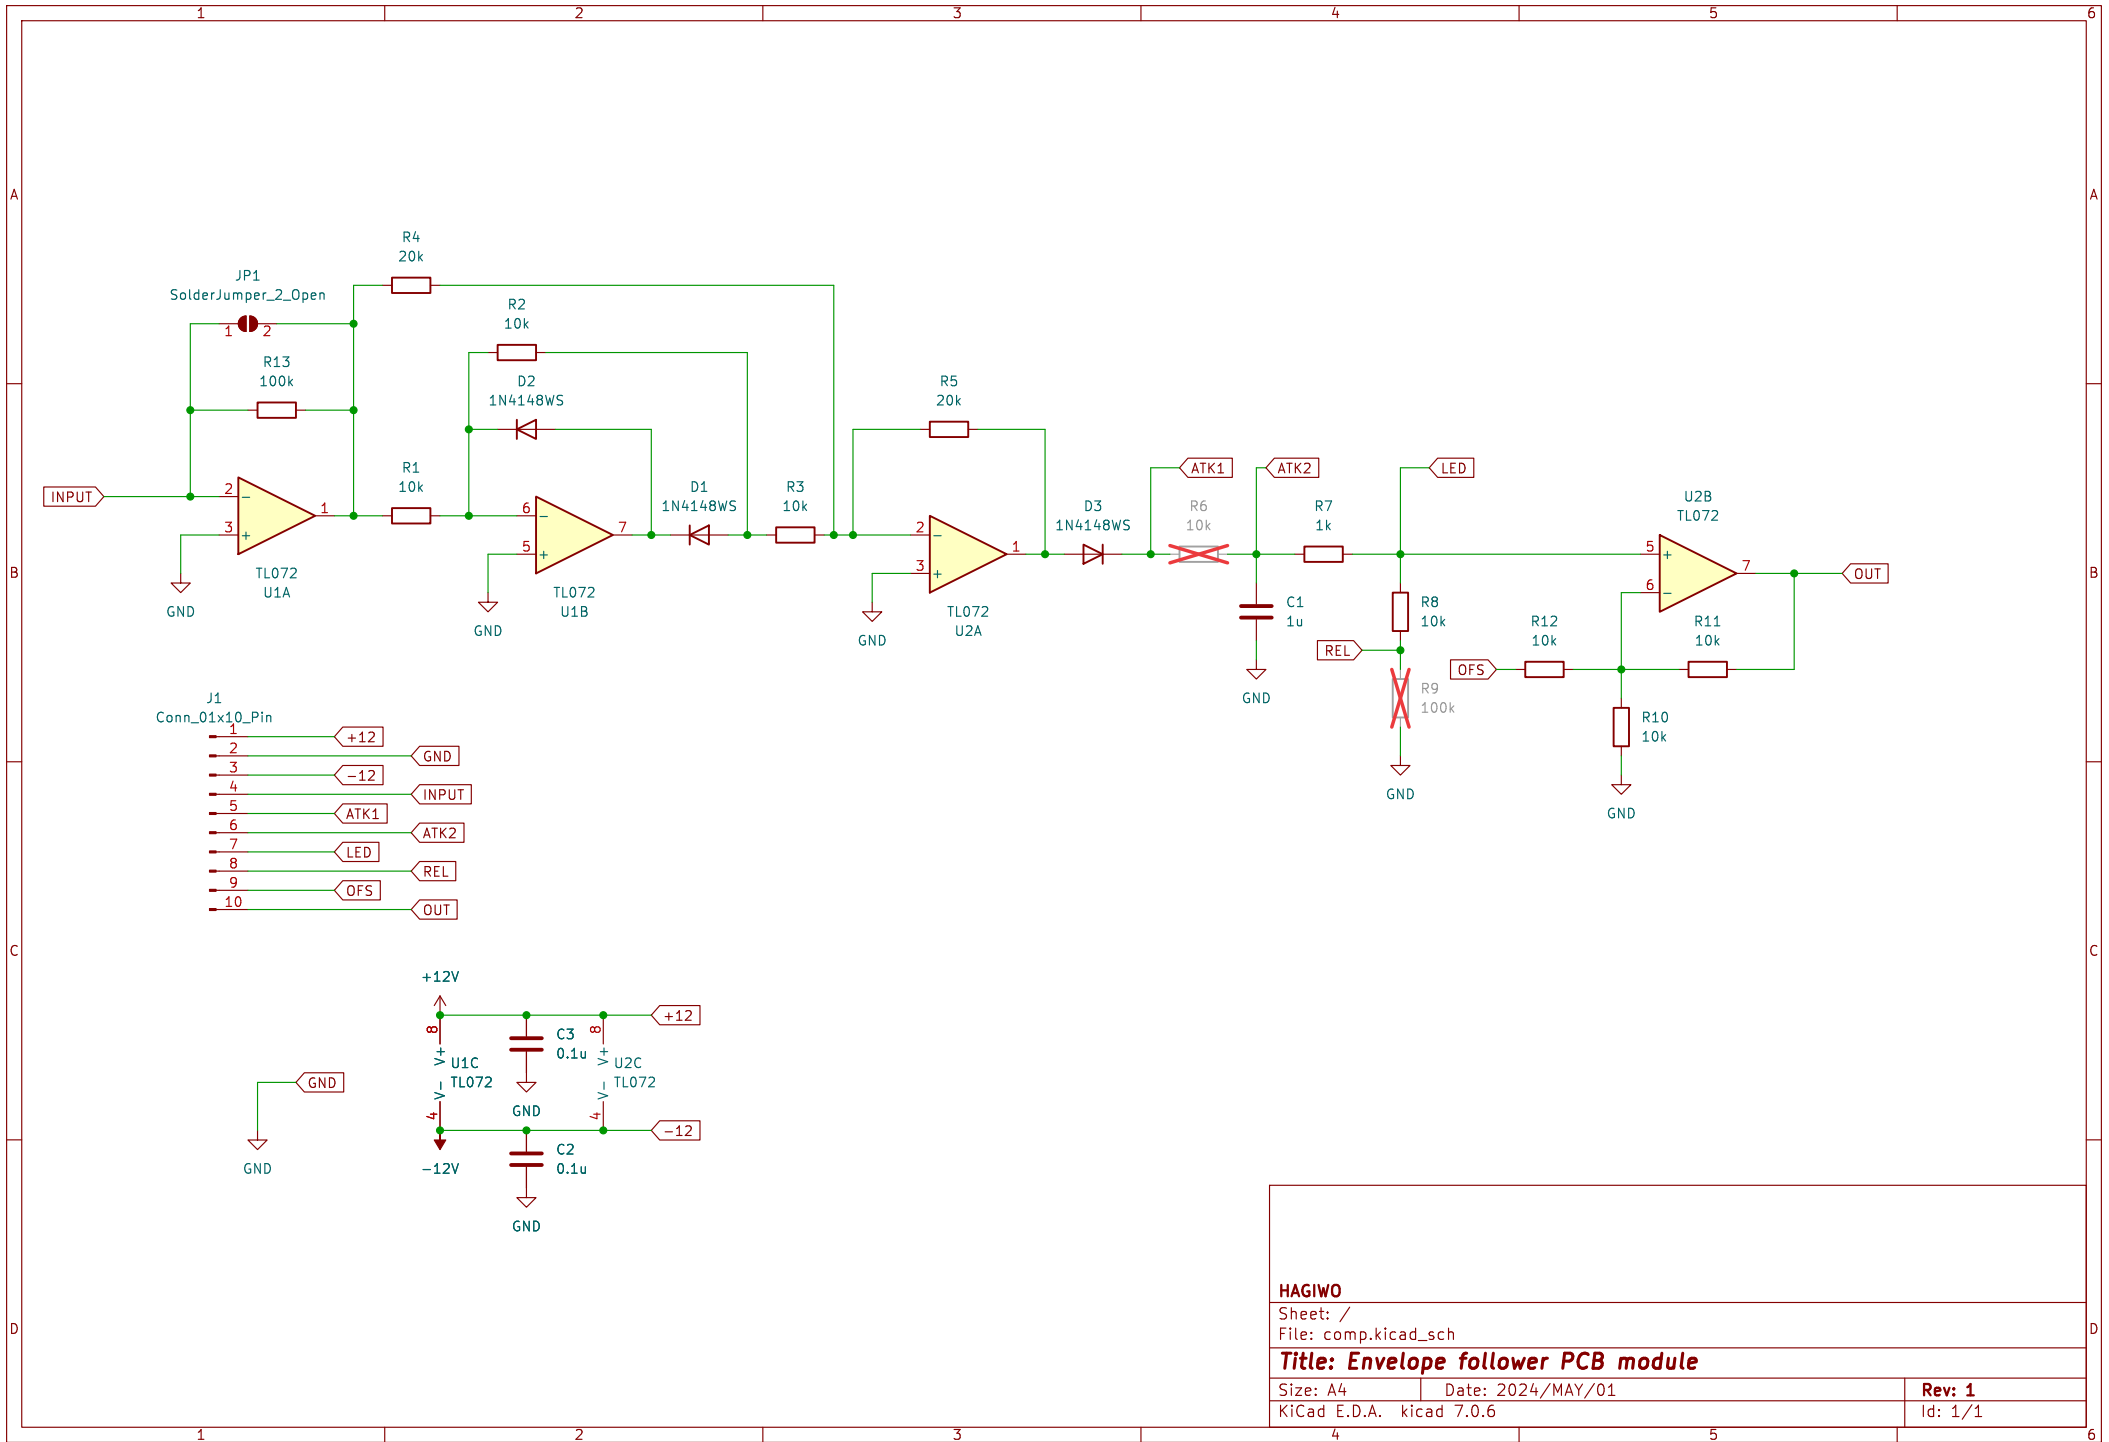 1 2 3 4 5 6
A A
R4
20k
JP1
SolderJumper_2_Open
1 2
R2
10k
R13
100k
D2
1N4148WS
R5
20k
B B
INPUT
2
−
3
+
1
TL072
U1A
GND
R1
10k
6
−
5
+
7
TL072
U1B
GND
D1
1N4148WS
R3
10k
2
−
3
+
1
TL072
U2A
GND
D3
1N4148WS
ATK1
R6
10k
ATK2
R7
1k
LED
C1
1u
GND
R8
10k
REL
R9
100k
GND
U2B
TL072
5
+
6
−
7
OUT
R12
10k
R11
10k
OFS
R10
10k
GND
J1
Conn_01x10_Pin
1 +12
2 GND
3 −12
4 INPUT
5 ATK1
6 ATK2
7 LED
8 REL
9 OFS
10 OUT
C C
+12V
+12
8
V+
U1C
TL072
V−
4
C3
0.1u
GND
8
V+
U2C
TL072
V−
4
−12
−12V
C2
0.1u
GND
GND
GND
D D
HAGIWO
Sheet: /
File: comp.kicad_sch
Title: Envelope follower PCB module
Size: A4 Date: 2024/MAY/01 Rev: 1
KiCad E.D.A. kicad 7.0.6 Id: 1/1
1 2 3 4 5 6